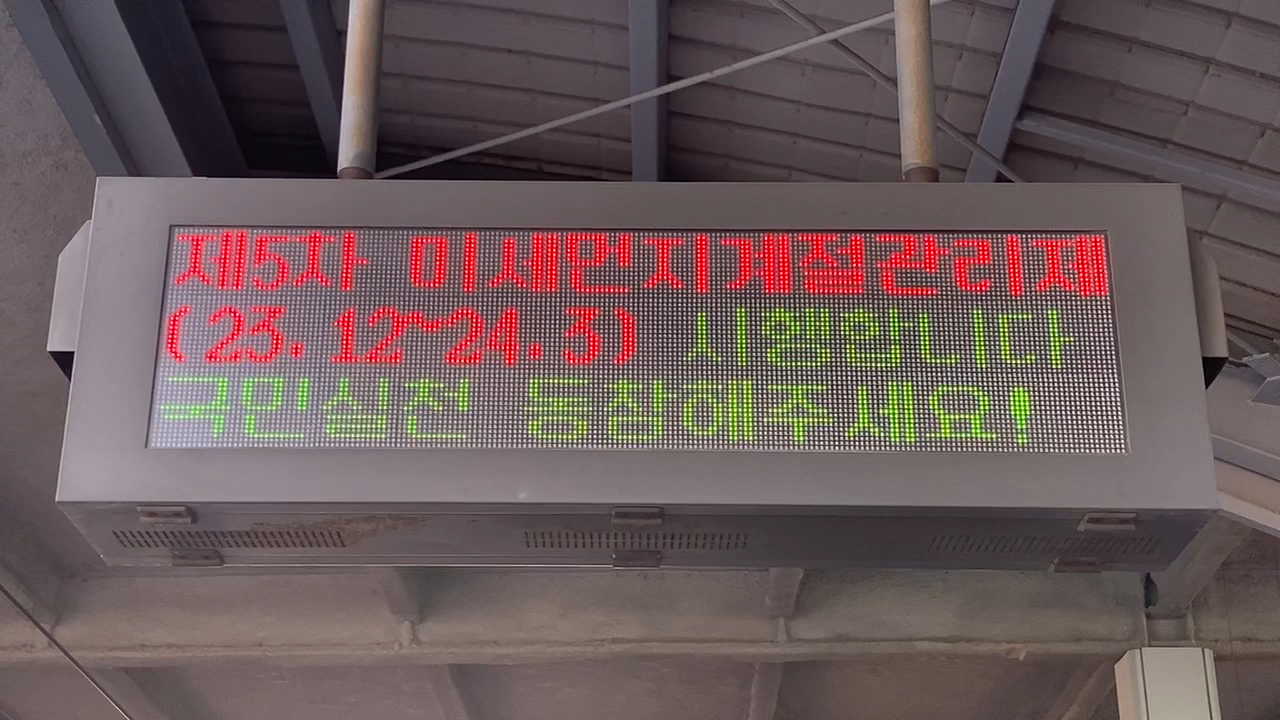 제5차 미세먼지계절관리제
(23.12~24.3) 시행합니다
국민실천 동참해주세요!